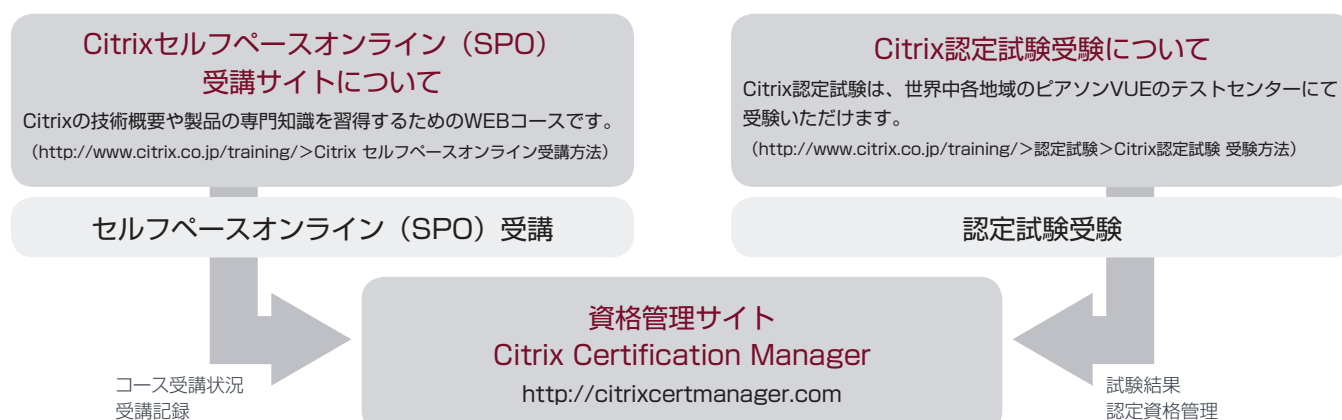 Citrixセルフペースオンライン（SPO）
受講サイトについて
Citrixの技術概要や製品の専門知識を習得するためのWEBコースです。
（http://www.citrix.co.jp/training/＞Citrix セルフペースオンライン受講方法）
セルフペースオンライン（SPO）受講
Citrix認定試験受験について
Citrix認定試験は、世界中各地域のピアソンVUEのテストセンターにて
受験いただけます。
（http://www.citrix.co.jp/training/＞認定試験＞Citrix認定試験 受験方法）
認定試験受験
資格管理サイト
Citrix Certification Manager
http://citrixcertmanager.com
コース受講状況
受講記録
試験結果
認定資格管理